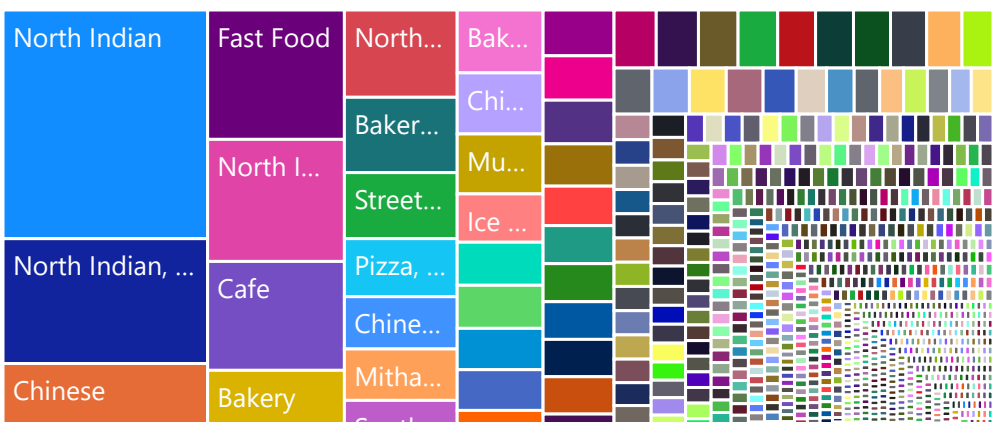 North Indian
North Indian, ...
Chinese
Fast Food
North I...
Cafe
Bakery
North...
Baker...
Street...
Pizza, ...
Chine...
Mitha...
Bak...
Chi...
Mu...
Ice ...